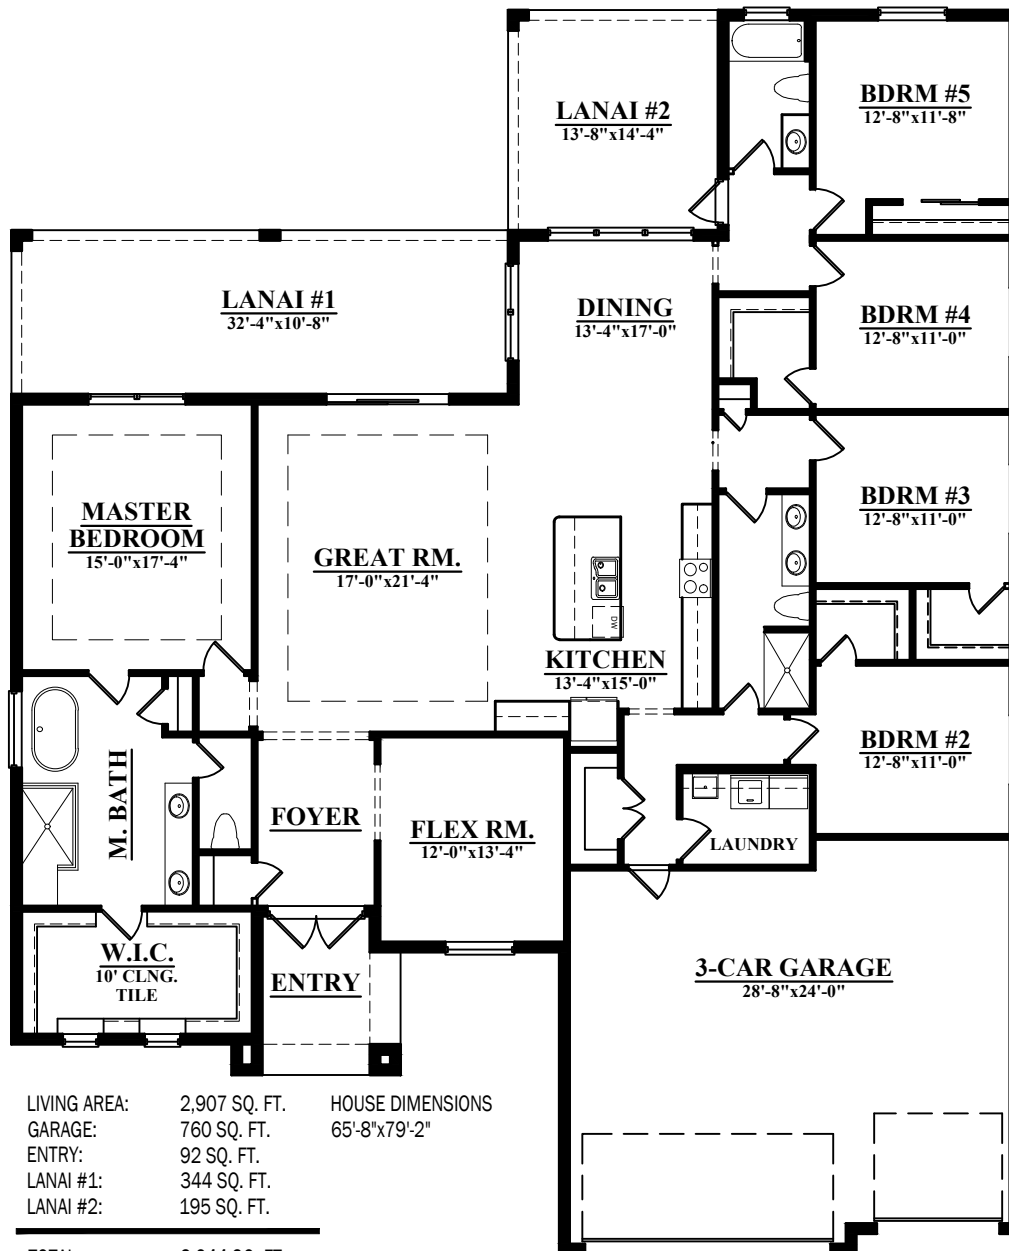 LANAI #2
13'-8"x14'-4"
BDRM #5
12'-8"x11'-8"
LANAI #1
32'-4"x10'-8"
DINING
13'-4"x17'-0"
BDRM #4
12'-8"x11'-0"
MASTER
BEDROOM
15'-0"x17'-4"
GREAT RM.
17'-0"x21'-4"
BDRM #3
12'-8"x11'-0"
DW
KITCHEN
13'-4"x15'-0"
BDRM #2
12'-8"x11'-0"
M. BATH
FOYER
FLEX RM.
12'-0"x13'-4"
LAUNDRY
W.I.C.
10' CLNG.
TILE
ENTRY
3-CAR GARAGE
28'-8"x24'-0"
LIVING AREA: 2,907 SQ. FT.
GARAGE: 760 SQ. FT.
ENTRY: 92 SQ. FT.
LANAI #1: 344 SQ. FT.
LANAI #2: 195 SQ. FT.
HOUSE DIMENSIONS
65'-8"x79'-2"